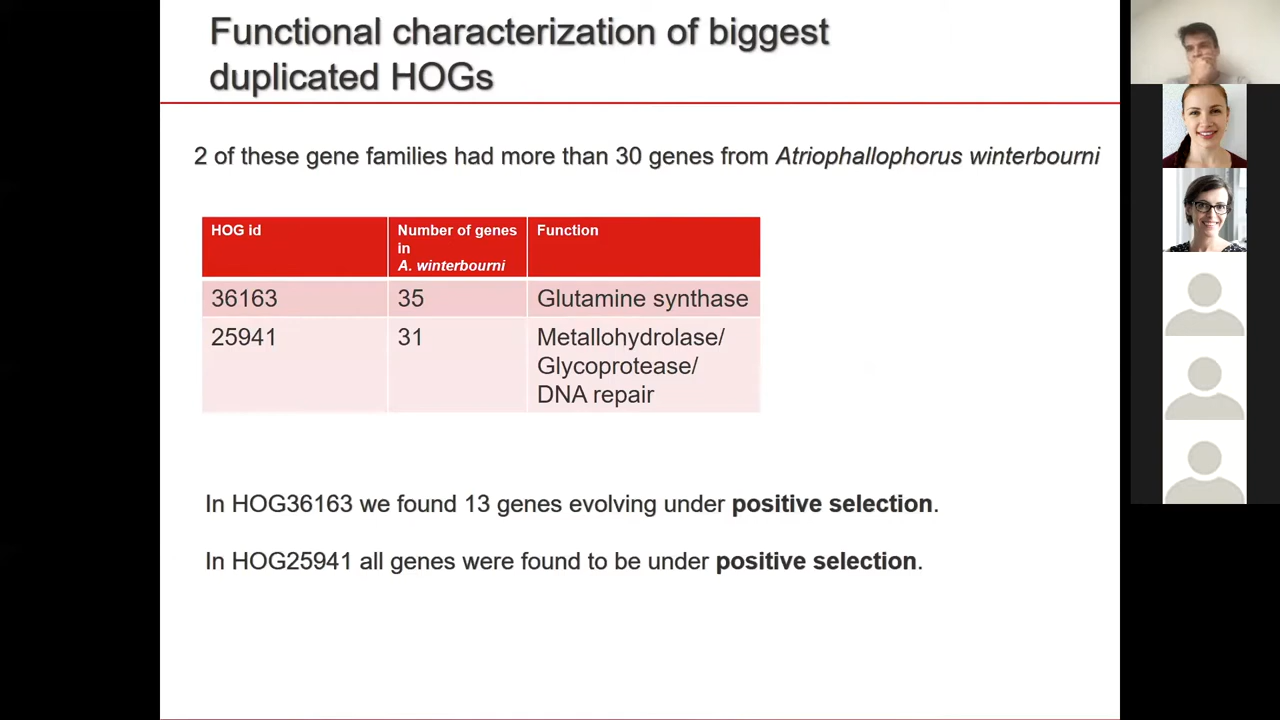 Functional characterization of biggest
duplicated HOGs
2 of these gene families had more than 30 genes from Atriophallophorus winterbourni
HOG id
Number of genes
in
A. winterbourni
Function
36163
35
Glutamine synthase
25941
31
Metallohydrolase/
Glycoprotease/
DNA repair
In HOG36163 we found 13 genes evolving under positive selection.
In HOG25941 all genes were found to be under positive selection.